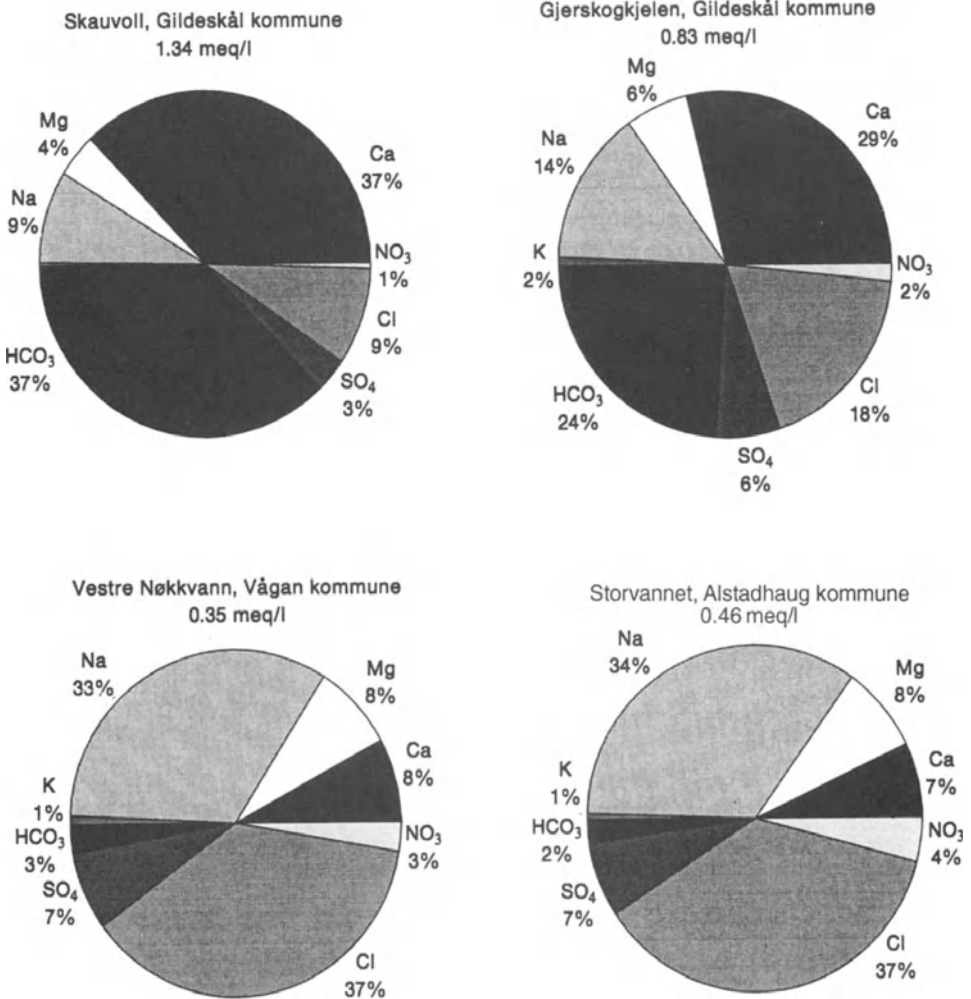 Skauvoll, Gildeskål kommune
1.34 meq/l
Mg
4%
Ca
37%
Na
9%
NO₃
1%
Cl
9%
HCO₃
37%
SO₄
3%
Gjerskogkjelen, Gildeskål kommune
0.83 meq/l
Mg
6%
Ca
29%
Na
14%
K
2%
NO₃
2%
HCO₃
24%
Cl
18%
SO₄
6%
Vestre Nøkkvann, Vågan kommune
0.35 meq/l
Na
33%
Mg
8%
Ca
8%
K
1%
HCO₃
3%
NO₃
3%
SO₄
7%
Cl
37%
Storvannet, Alstadhaug kommune
0.46 meq/l
Na
34%
Mg
8%
Ca
7%
K
1%
HCO₃
2%
NO₃
4%
SO₄
7%
Cl
37%